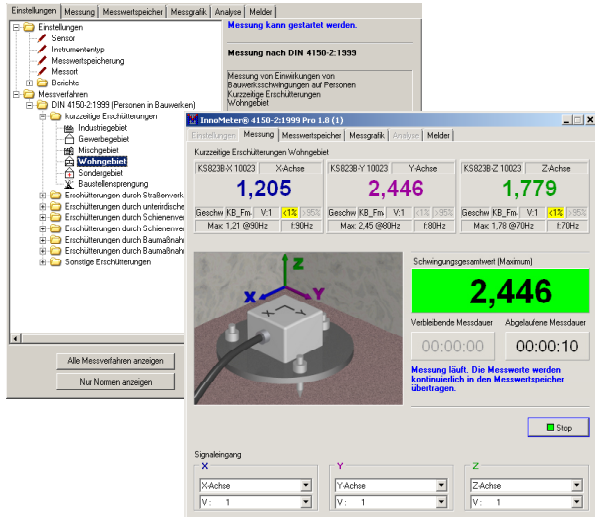 Einstellungen Messung Messwertspeicher Messgrafik Analyse Melder
Einstellungen
Sensor
Instrumententyp
Messwertspeicherung
Messort
Berichte
Messverfahren
DIN 4150-2:1999 (Personen in Bauwerken)
Kurzzeitige Erschütterungen
Industriegebiet
Gewerbegebiet
Mischgebiet
Wohngebiet
Sondergebiet
Baustellensprengung
Erschütterungen durch Straßenverk
Erschütterungen durch unteridische
Erschütterungen durch Schienenve
Erschütterungen durch Schienenver
Erschütterungen durch Baumaßnah
Erschütterungen durch Baumaßnah
Sonstige Erschütterungen
Alle Messverfahren anzeigen
Nur Normen anzeigen
Messung kann gestartet werden.
Messung nach DIN 4150-2:1999
Messung von Einwirkungen von
Bauwerksschwingungen auf Personen
Kurzzeitige Erschütterungen
Wohngebiet
InnoMeter® 4150-2:1999 Pro 1.8 (1)
Einstellungen Messung Messwertspeicher Messgrafik Analyse Melder
Kurzzeitige Erschütterungen Wohngebiet
KS823B-X 10023 X-Achse KS823B-Y 10023 Y-Achse KS823B-Z 10023 Z-Achse
1,205 2,446 1,779
Geschw KB_Fm V:1 <1% >95% Geschw KB_Fm V:1 <1% >95% Geschw KB_Fm V:1 <1% >95%
Max: 1,21 @90Hz f:90Hz Max: 2,45 @80Hz f:80Hz Max: 1,78 @70Hz f:70Hz
Z
X Y
X Y
Schwingungsgesamtwert (Maximum)
2,446
Verbleibende Messdauer Abgelaufene Messdauer
00:00:00 00:00:10
Messung läuft. Die Messwerte werden
kontinuierlich in den Messwertspeicher
übertragen.
Stop
Signaleingang
X Y Z
X-Achse Y-Achse Z-Achse
V : 1 V : 1 V : 1